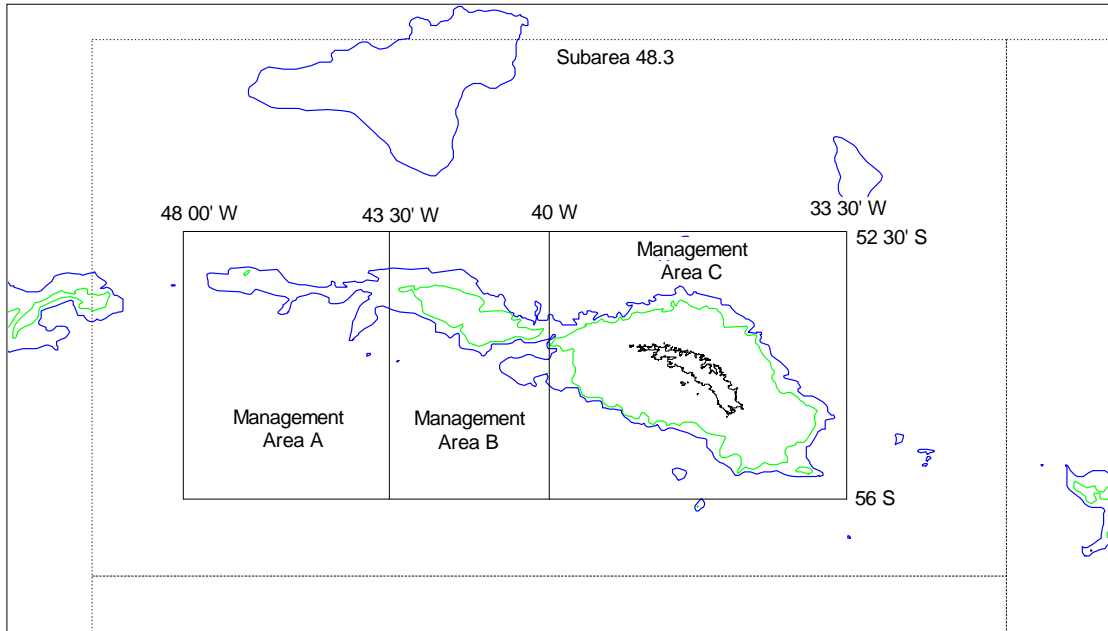 Subarea 48.3
48 00' W
43 30' W
40 W
33 30' W
52 30' S
Management
Area C
Management
Area A
Management
Area B
56 S